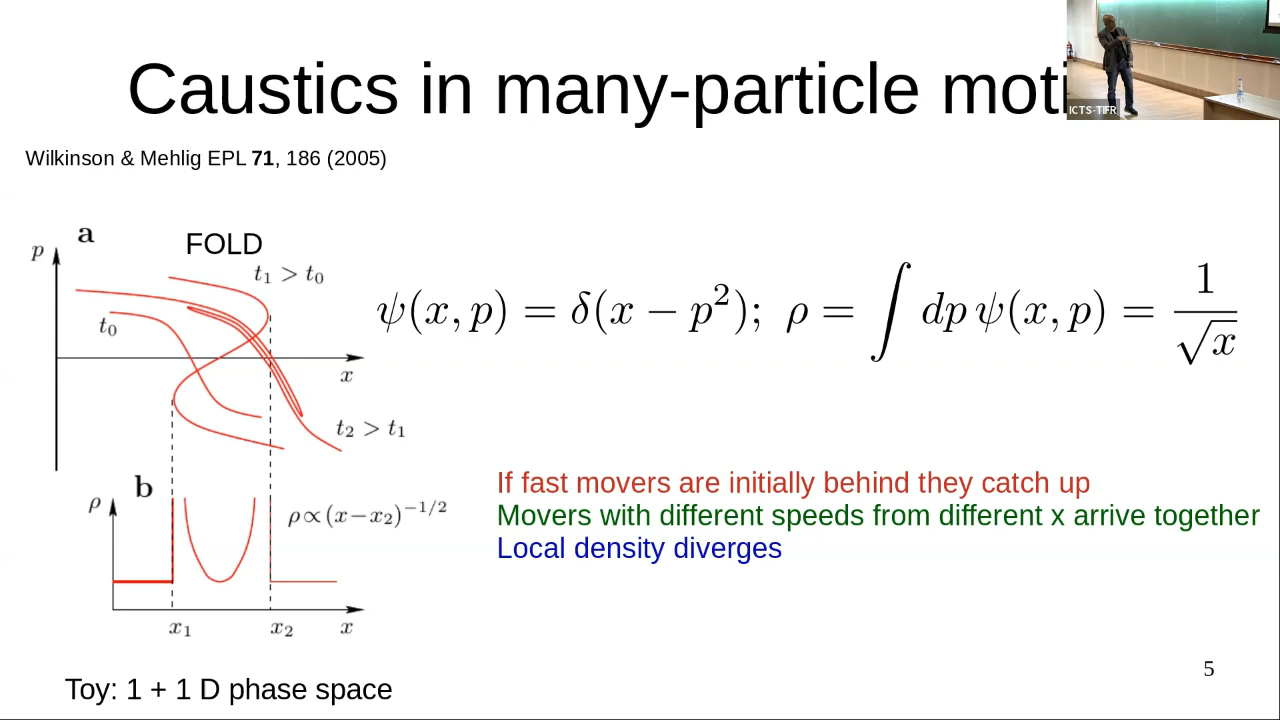 Caustics in many-particle moti
ICTS-TIFR
Wilkinson & Mehlig EPL 71, 186 (2005)
a
FOLD
p
t₁ > t₀
t₀
x
t₂ > t₁
ψ(x, p) = δ(x − p²); ρ = ∫ dp ψ(x, p) = 1/√x
b
ρ
ρ∝(x−x₂)^−1/2
x₁
x₂
x
If fast movers are initially behind they catch up
Movers with different speeds from different x arrive together
Local density diverges
Toy: 1 + 1 D phase space
5